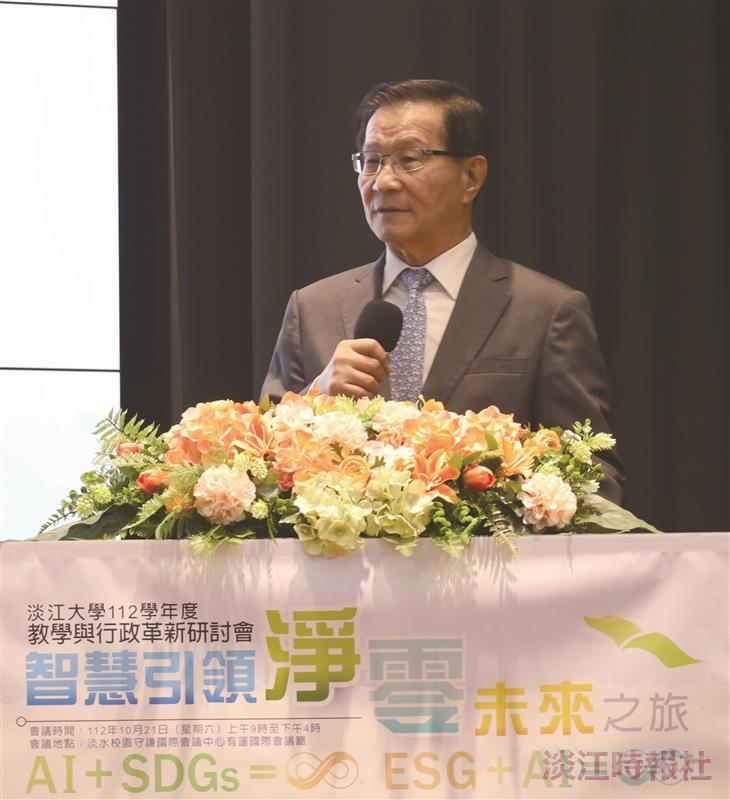 淡江大學112學年度
教學與行政革新研討會
智慧引領淨零未來之旅
會議時間：112年10月21日（星期六）上午9時至下午4時
會議地點：淡水校園守謙國際會議中心有蓮國際會議廳
AI+SDGs=∞ ESG+AI=
淡江時報社